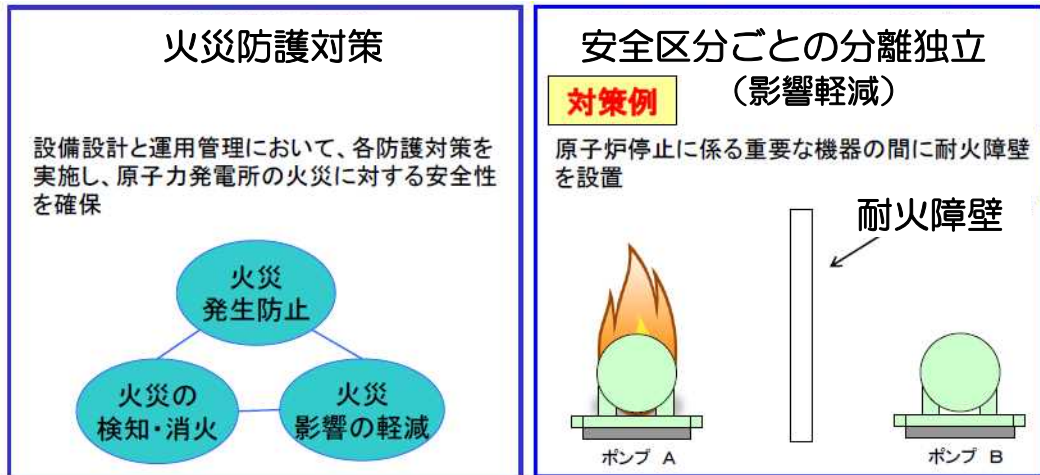 火災防護対策
設備設計と運用管理において、各防護対策を
実施し、原子力発電所の火災に対する安全性
を確保
火災
発生防止
火災の
検知・消火
火災
影響の軽減
安全区分ごとの分離独立
（影響軽減）
対策例
原子炉停止に係る重要な機器の間に耐火障壁
を設置
耐火障壁
ポンプ A
ポンプ B